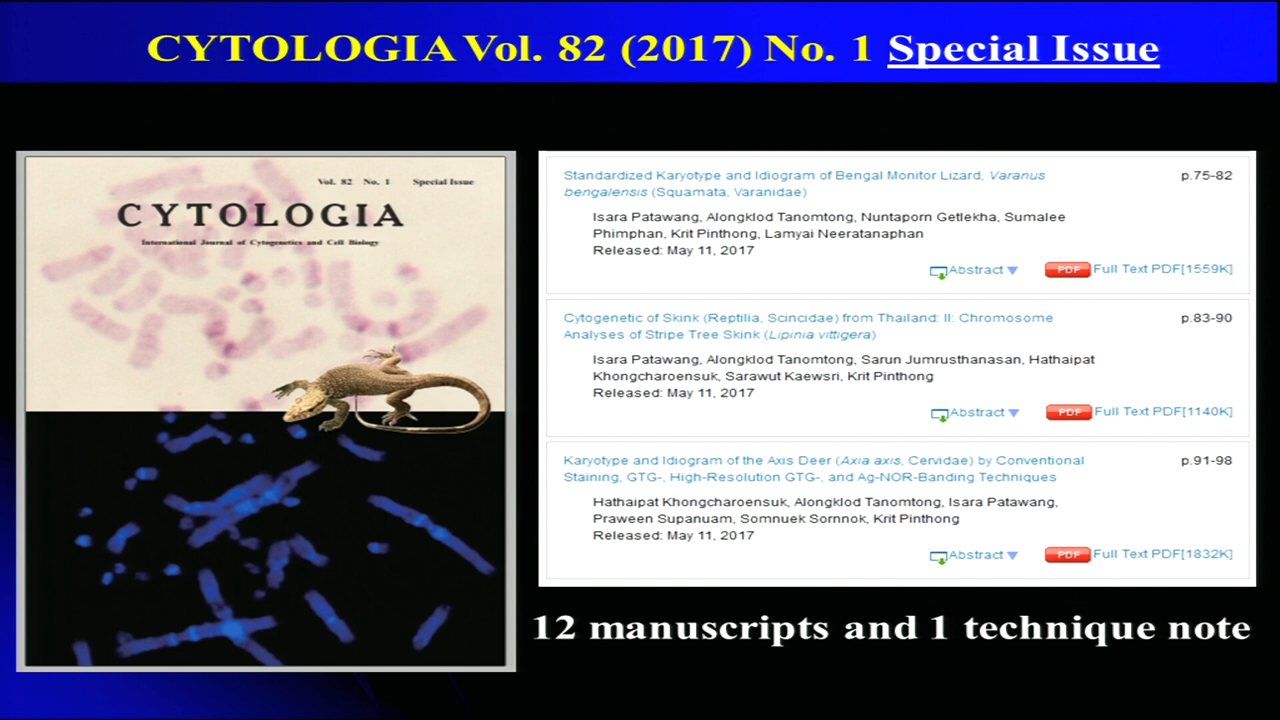 CYTOLOGIA Vol. 82 (2017) No. 1 Special Issue
Vol. 82 No. 1 Special Issue
CYTOLOGIA
International Journal of Cytogenetics and Cell Biology
Standardized Karyotype and Idiogram of Bengal Monitor Lizard, Varanus
bengalensis (Squamata, Varanidae)
p.75-82
Isara Patawang, Alongklod Tanomtong, Nuntaporn Getlekha, Sumalee
Phimphan, Krit Pinthong, Lamyai Neeratanaphan
Released: May 11, 2017
Abstract
PDF Full Text PDF[1559K]
Cytogenetic of Skink (Reptilia, Scincidae) from Thailand: II: Chromosome
Analyses of Stripe Tree Skink (Lipinia vittigera)
p.83-90
Isara Patawang, Alongklod Tanomtong, Sarun Jumrusthanasan, Hathaipat
Khongcharoensuk, Sarawut Kaewsri, Krit Pinthong
Released: May 11, 2017
Abstract
PDF Full Text PDF[1140K]
Karyotype and Idiogram of the Axis Deer (Axia axis, Cervidae) by Conventional
Staining, GTG-, High-Resolution GTG-, and Ag-NOR-Banding Techniques
p.91-98
Hathaipat Khongcharoensuk, Alongklod Tanomtong, Isara Patawang,
Praween Supanuam, Somnuek Sornnok, Krit Pinthong
Released: May 11, 2017
Abstract
PDF Full Text PDF[1832K]
12 manuscripts and 1 technique note